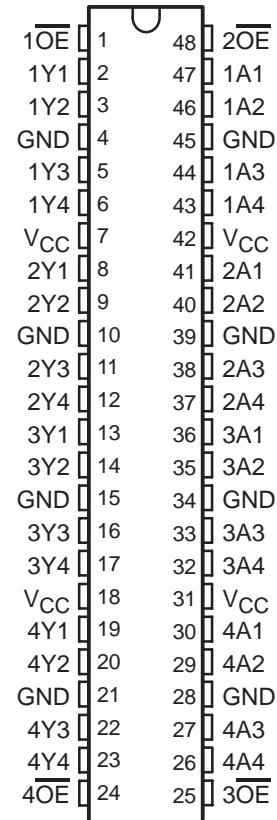 1O̅E̅ 1 48 2O̅E̅
1Y1 2 47 1A1
1Y2 3 46 1A2
GND 4 45 GND
1Y3 5 44 1A3
1Y4 6 43 1A4
VCC 7 42 VCC
2Y1 8 41 2A1
2Y2 9 40 2A2
GND 10 39 GND
2Y3 11 38 2A3
2Y4 12 37 2A4
3Y1 13 36 3A1
3Y2 14 35 3A2
GND 15 34 GND
3Y3 16 33 3A3
3Y4 17 32 3A4
VCC 18 31 VCC
4Y1 19 30 4A1
4Y2 20 29 4A2
GND 21 28 GND
4Y3 22 27 4A3
4Y4 23 26 4A4
4O̅E̅ 24 25 3O̅E̅